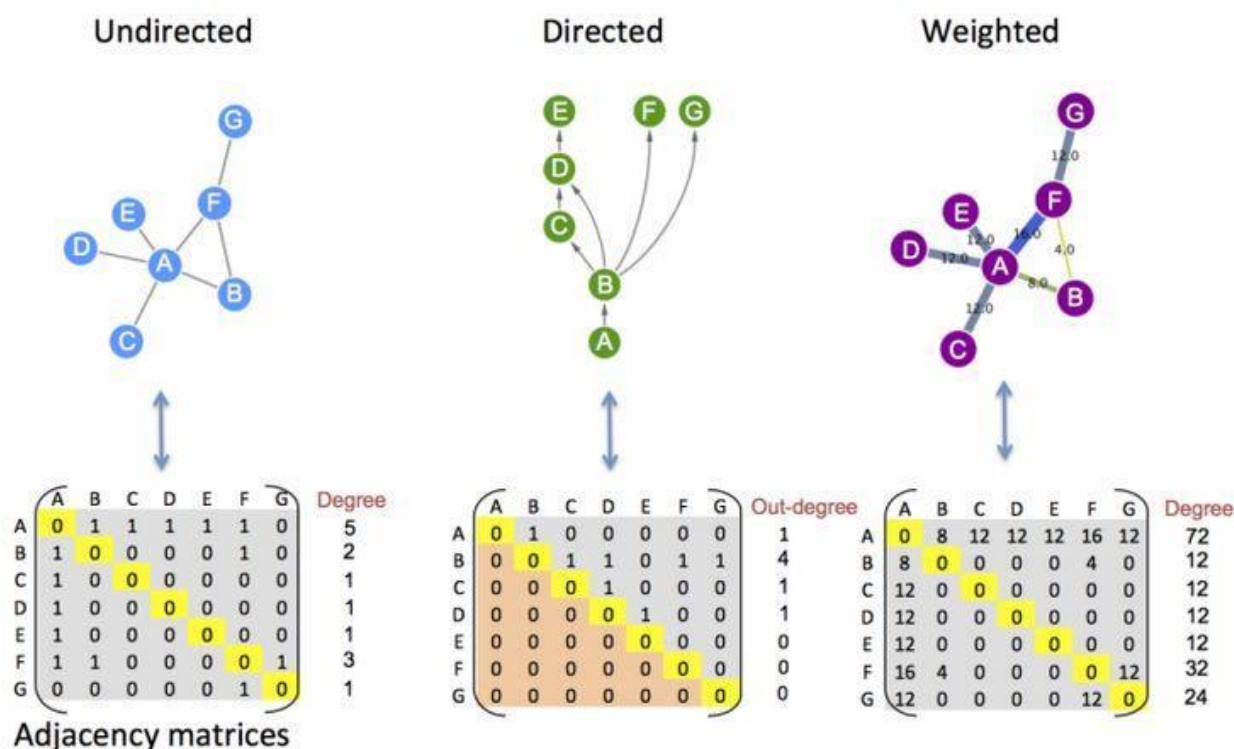 Undirected
Directed
Weighted
G
F
E
D
A
B
C
E
F
G
D
C
B
A
G
12.0
F
E
16.0
4.0
D
12.0
12.0
A
8.0
B
12.0
C
A B C D E F G Degree
A 0 1 1 1 1 1 0 5
B 1 0 0 0 0 1 0 2
C 1 0 0 0 0 0 0 1
D 1 0 0 0 0 0 0 1
E 1 0 0 0 0 0 0 1
F 1 1 0 0 0 0 1 3
G 0 0 0 0 0 1 0 1
Adjacency matrices
A B C D E F G Out-degree
A 0 1 0 0 0 0 0 1
B 0 0 1 1 0 1 1 4
C 0 0 0 1 0 0 0 1
D 0 0 0 0 1 0 0 1
E 0 0 0 0 0 0 0 0
F 0 0 0 0 0 0 0 0
G 0 0 0 0 0 0 0 0
A B C D E F G Degree
A 0 8 12 12 12 16 12 72
B 8 0 0 0 0 4 0 12
C 12 0 0 0 0 0 0 12
D 12 0 0 0 0 0 0 12
E 12 0 0 0 0 0 0 12
F 16 4 0 0 0 0 12 32
G 12 0 0 0 0 12 0 24